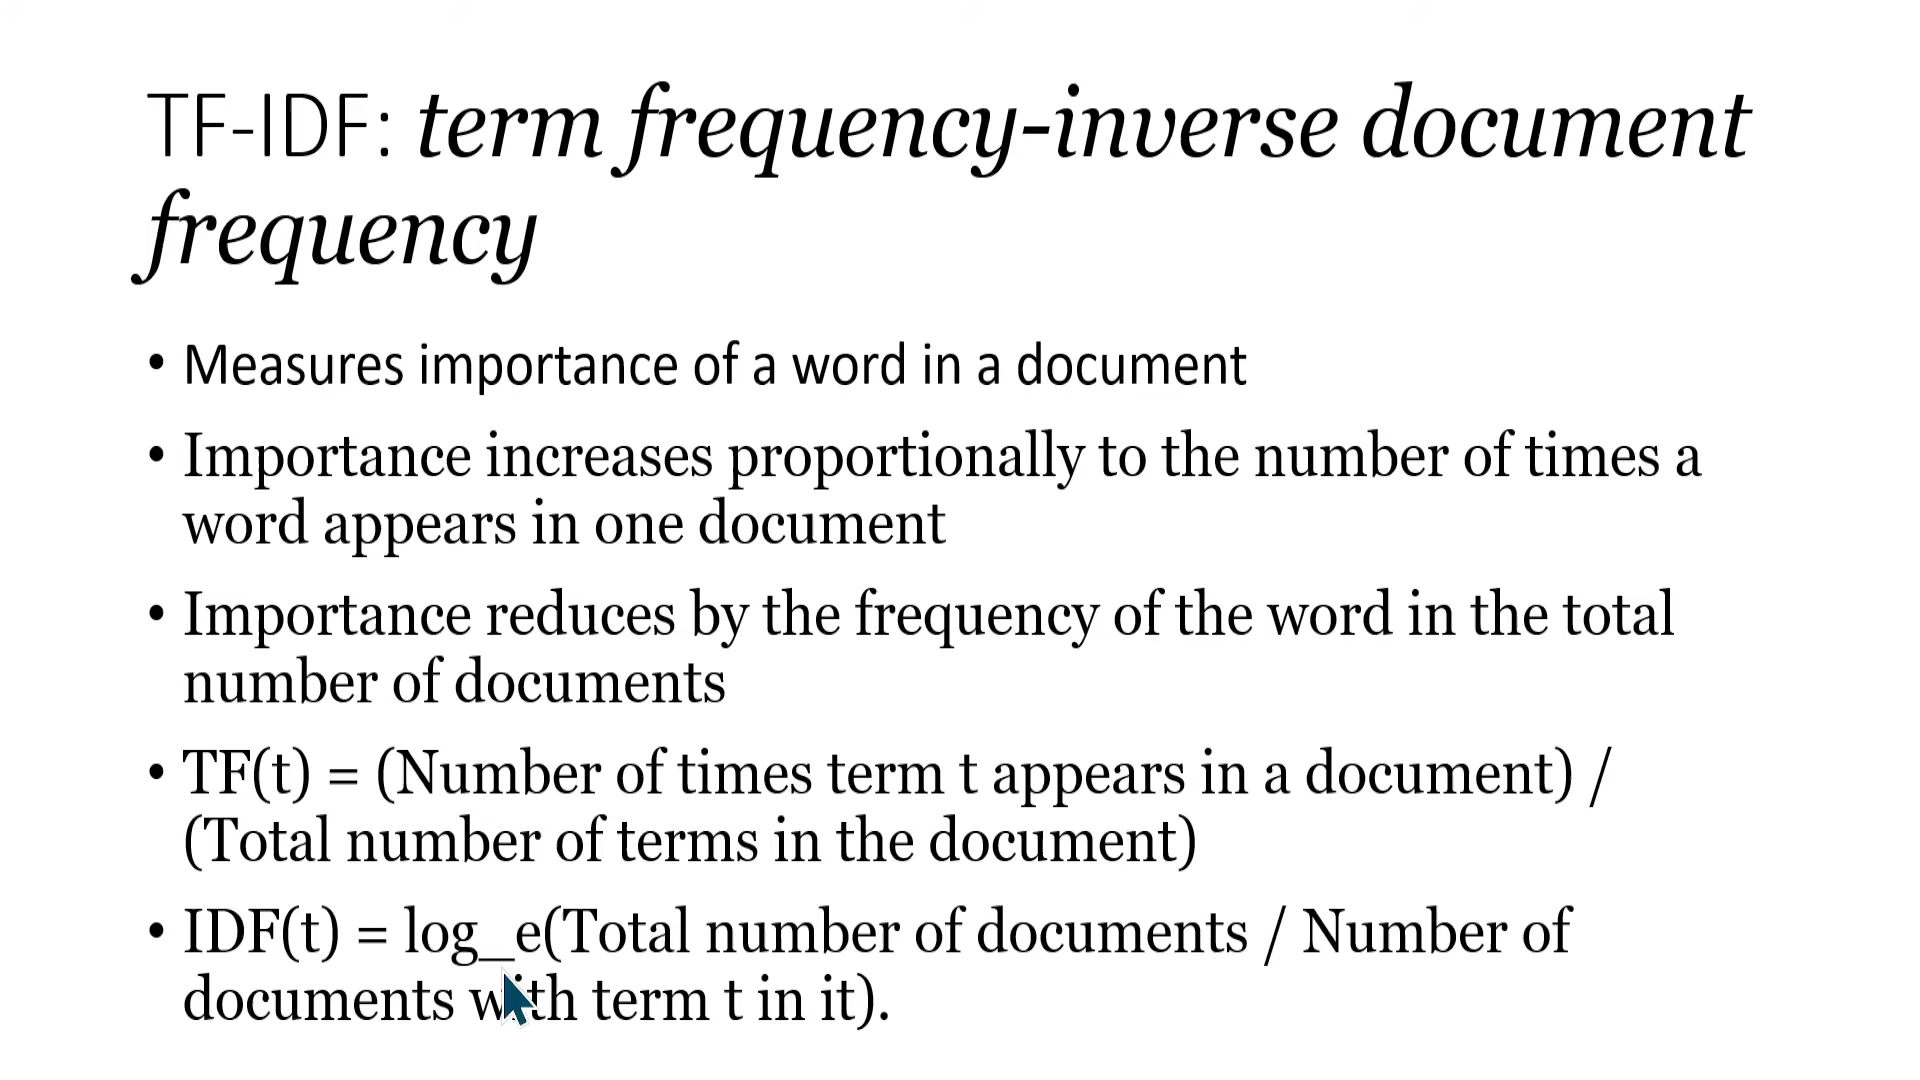 TF-IDF: term frequency-inverse document
frequency
• Measures importance of a word in a document
• Importance increases proportionally to the number of times a
word appears in one document
• Importance reduces by the frequency of the word in the total
number of documents
• TF(t) = (Number of times term t appears in a document) /
(Total number of terms in the document)
• IDF(t) = log_e(Total number of documents / Number of
documents with term t in it).